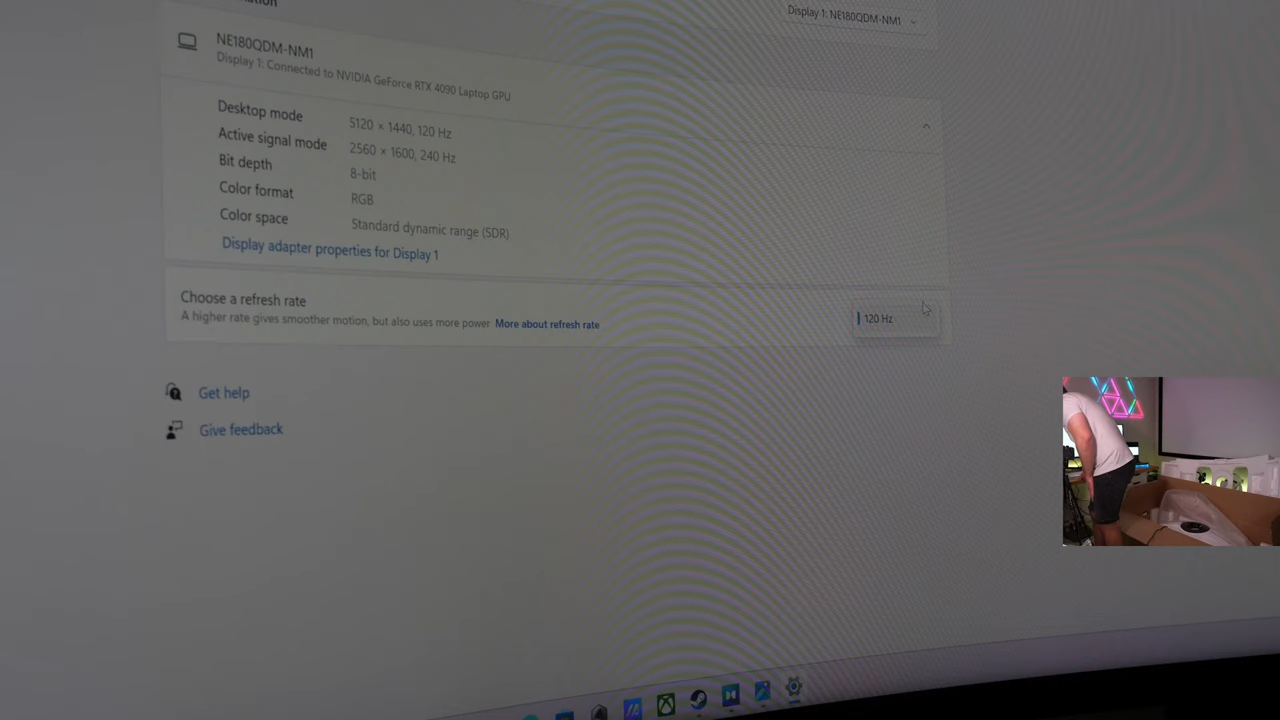 Display 1: NE180QDM-NM1
NE180QDM-NM1
Display 1: Connected to NVIDIA GeForce RTX 4090 Laptop GPU
Desktop mode 5120 × 1440, 120 Hz
Active signal mode 2560 × 1600, 240 Hz
Bit depth 8-bit
Color format RGB
Color space Standard dynamic range (SDR)
Display adapter properties for Display 1
Choose a refresh rate
A higher rate gives smoother motion, but also uses more power More about refresh rate
120 Hz
Get help
Give feedback